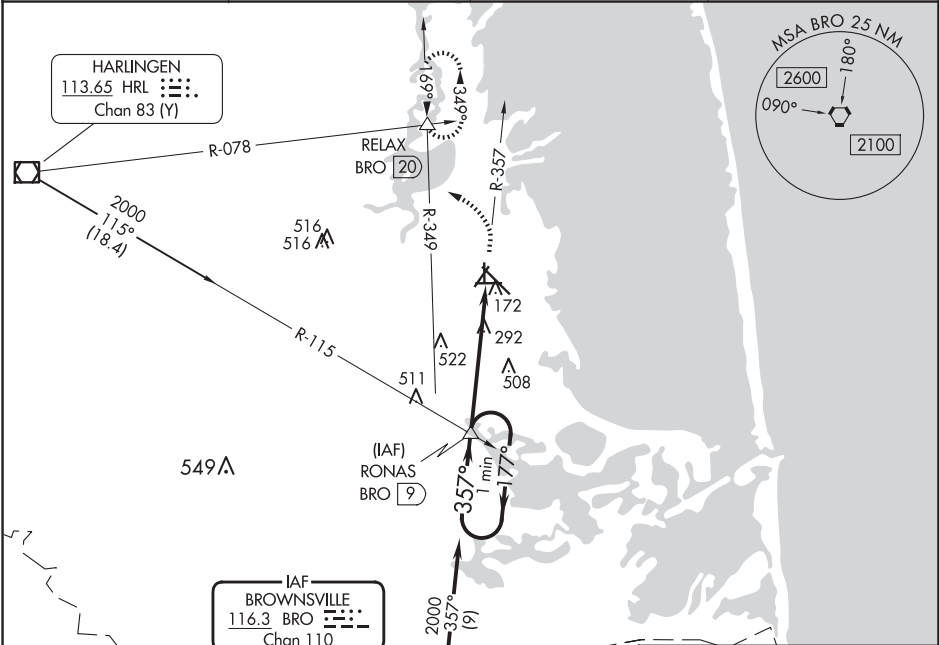 HARLINGEN
113.65 HRL
Chan 83 (Y)
169°
349°
RELAX
BRO 20
R-078
R-357
MSA BRO 25 NM
2600
180°
090°
2100
2000
115°
(18.4)
R-349
516
516
172
292
R-115
522
508
511
(IAF)
RONAS
BRO 9
549
357°
1 min
177°
IAF
BROWNSVILLE
116.3 BRO
Chan 110
2000
357°
(9)